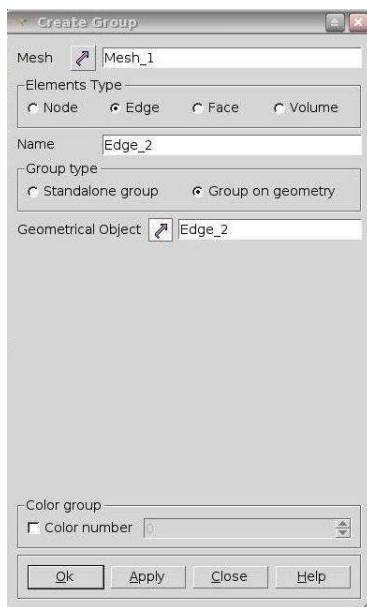 Create Group
Mesh Mesh_1
Elements Type
Node Edge Face Volume
Name Edge_2
Group type
Standalone group Group on geometry
Geometrical Object Edge_2
Color group
Color number 0
Ok Apply Close Help